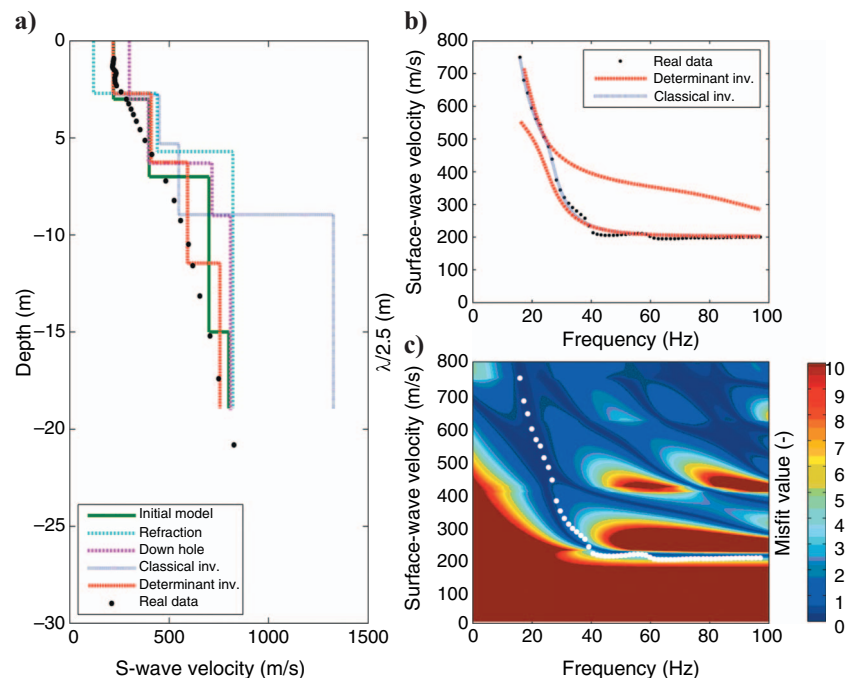 a)
0
−5
−10
−15
−20
−25
−30
Depth (m)
λ/2.5 (m)
Initial model
Refraction
Down hole
Classical inv.
Determinant inv.
Real data
0 500 1000 1500
S-wave velocity (m/s)
b)
800
700
600
500
400
300
200
100
0
Surface-wave velocity (m/s)
Real data
Determinant inv.
Classical inv.
0 20 40 60 80 100
Frequency (Hz)
c)
800
700
600
500
400
300
200
100
0
Surface-wave velocity (m/s)
0 20 40 60 80 100
Frequency (Hz)
Misfit value (-)
10
9
8
7
6
5
4
3
2
1
0